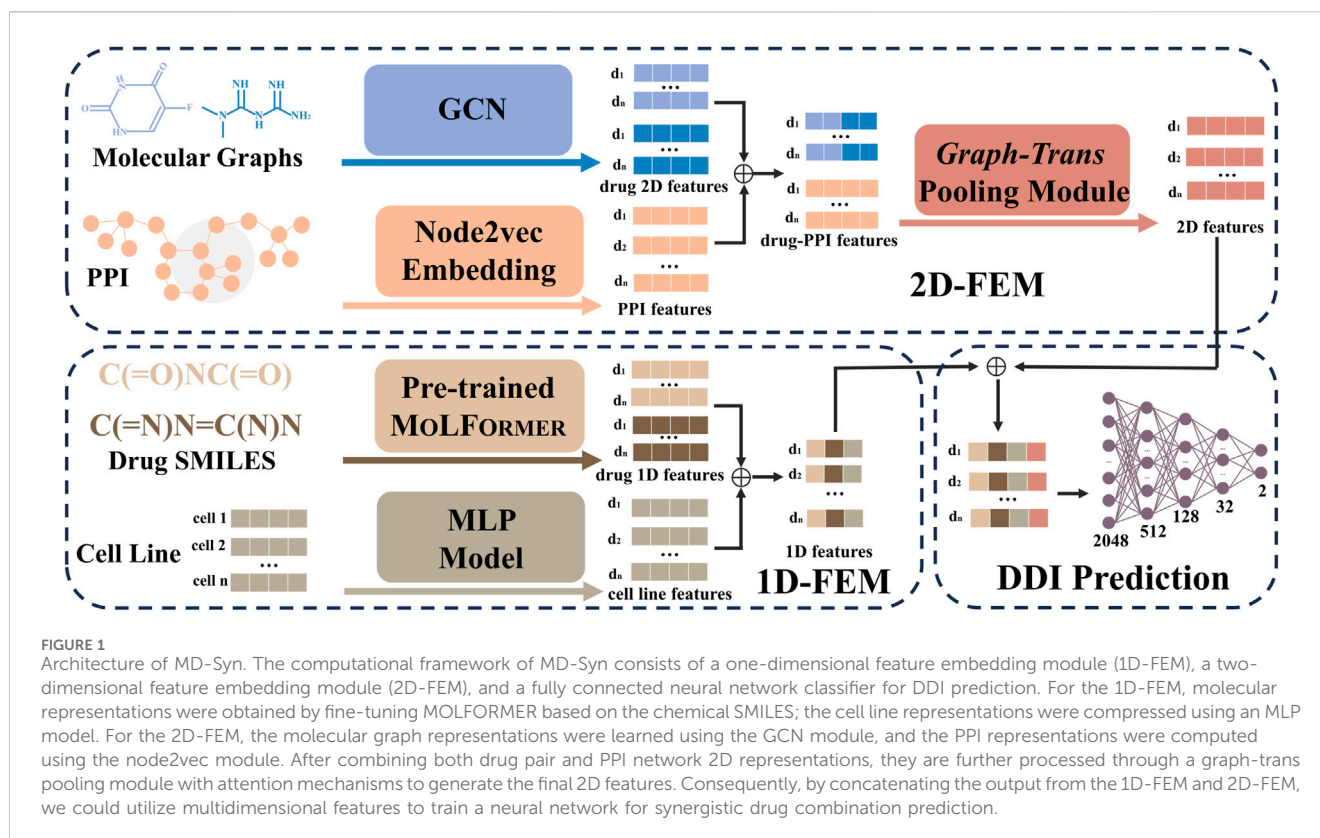 O
H
N
O
F
HN
NH
NH
N
N
H
NH₂
Molecular Graphs
GCN
d₁
...
dₙ
d₁
...
dₙ
drug 2D features
PPI
Node2vec
Embedding
d₁
d₂
...
dₙ
PPI features
d₁
...
dₙ
d₁
...
dₙ
drug-PPI features
Graph-Trans
Pooling Module
d₁
d₂
...
dₙ
2D features
2D-FEM
C(=O)NC(=O)
C(=N)N=C(N)N
Drug SMILES
Pre-trained
MOLFORMER
d₁
...
dₙ
d₁
...
dₙ
drug 1D features
Cell Line
cell 1
cell 2
...
cell n
MLP
Model
d₁
d₂
...
dₙ
cell line features
d₁
d₂
...
dₙ
1D features
1D-FEM
d₁
d₂
...
dₙ
...
...
...
...
2048
512
128
32
2
DDI Prediction
FIGURE 1
Architecture of MD-Syn. The computational framework of MD-Syn consists of a one-dimensional feature embedding module (1D-FEM), a two-
dimensional feature embedding module (2D-FEM), and a fully connected neural network classifier for DDI prediction. For the 1D-FEM, molecular
representations were obtained by fine-tuning MOLFORMER based on the chemical SMILES; the cell line representations were compressed using an MLP
model. For the 2D-FEM, the molecular graph representations were learned using the GCN module, and the PPI representations were computed
using the node2vec module. After combining both drug pair and PPI network 2D representations, they are further processed through a graph-trans
pooling module with attention mechanisms to generate the final 2D features. Consequently, by concatenating the output from the 1D-FEM and 2D-FEM,
we could utilize multidimensional features to train a neural network for synergistic drug combination prediction.